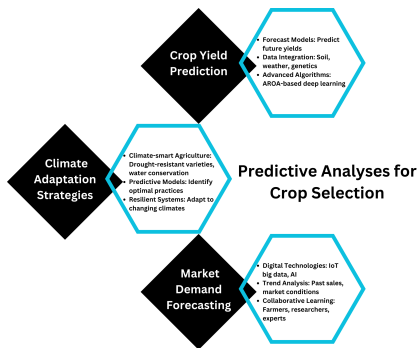 Crop Yield
Prediction
• Forecast Models: Predict
future yields
• Data Integration: Soil,
weather, genetics
• Advanced Algorithms:
AROA-based deep learning
Climate
Adaptation
Strategies
• Climate-smart Agriculture:
Drought-resistant varieties,
water conservation
• Predictive Models: Identify
optimal practices
• Resilient Systems: Adapt to
changing climates
Predictive Analyses for
Crop Selection
Market
Demand
Forecasting
• Digital Technologies: IoT
big data, AI
• Trend Analysis: Past sales,
market conditions
• Collaborative Learning:
Farmers, researchers,
experts